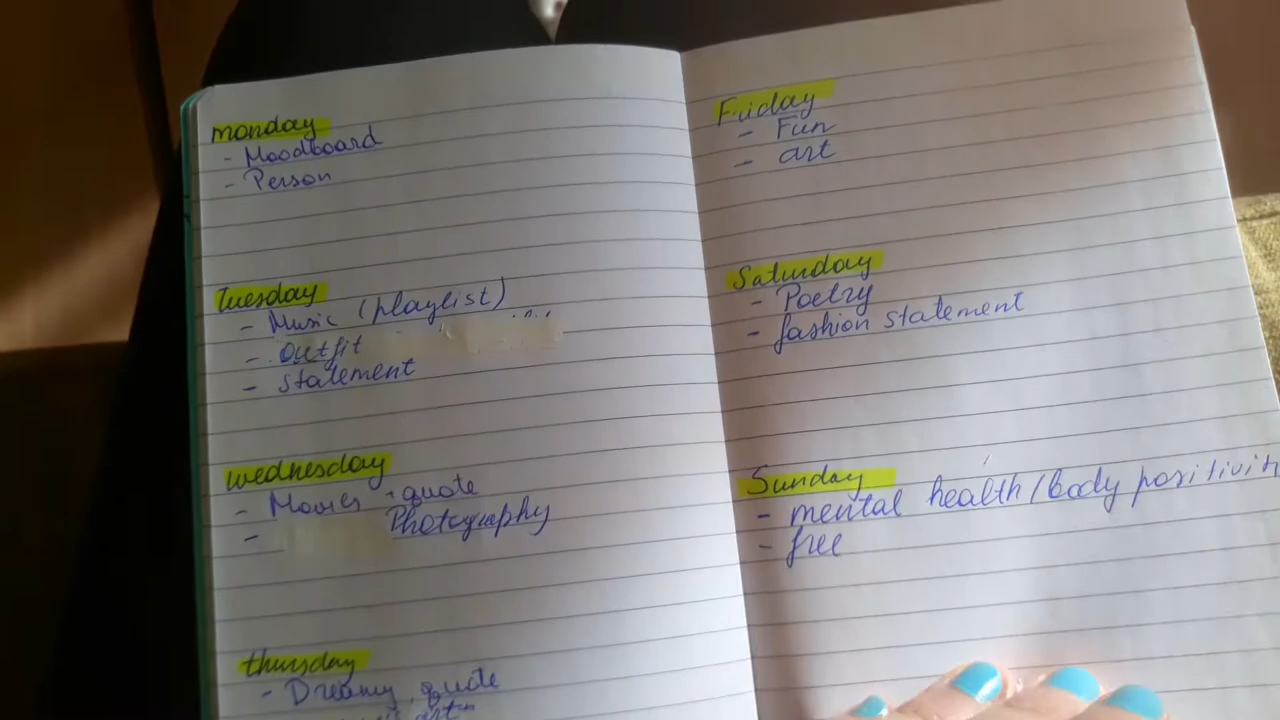 monday
- Moodboard
- Person
Tuesday
- Music (playlist)
- outfit
- statement
wednesday
- Movies + quote
- Photography
thursday
- Dreamy quote
Friday
- Fun
- art
Saturday
- Poetry
- fashion statement
Sunday
- mental health/body positivit
- free